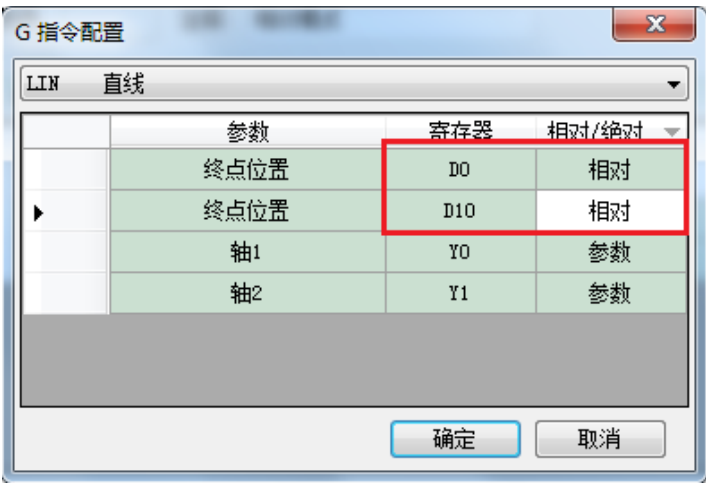 G 指令配置
LIN 直线
参数 寄存器 相对/绝对
终点位置 D0 相对
终点位置 D10 相对
轴1 Y0 参数
轴2 Y1 参数
确定 取消